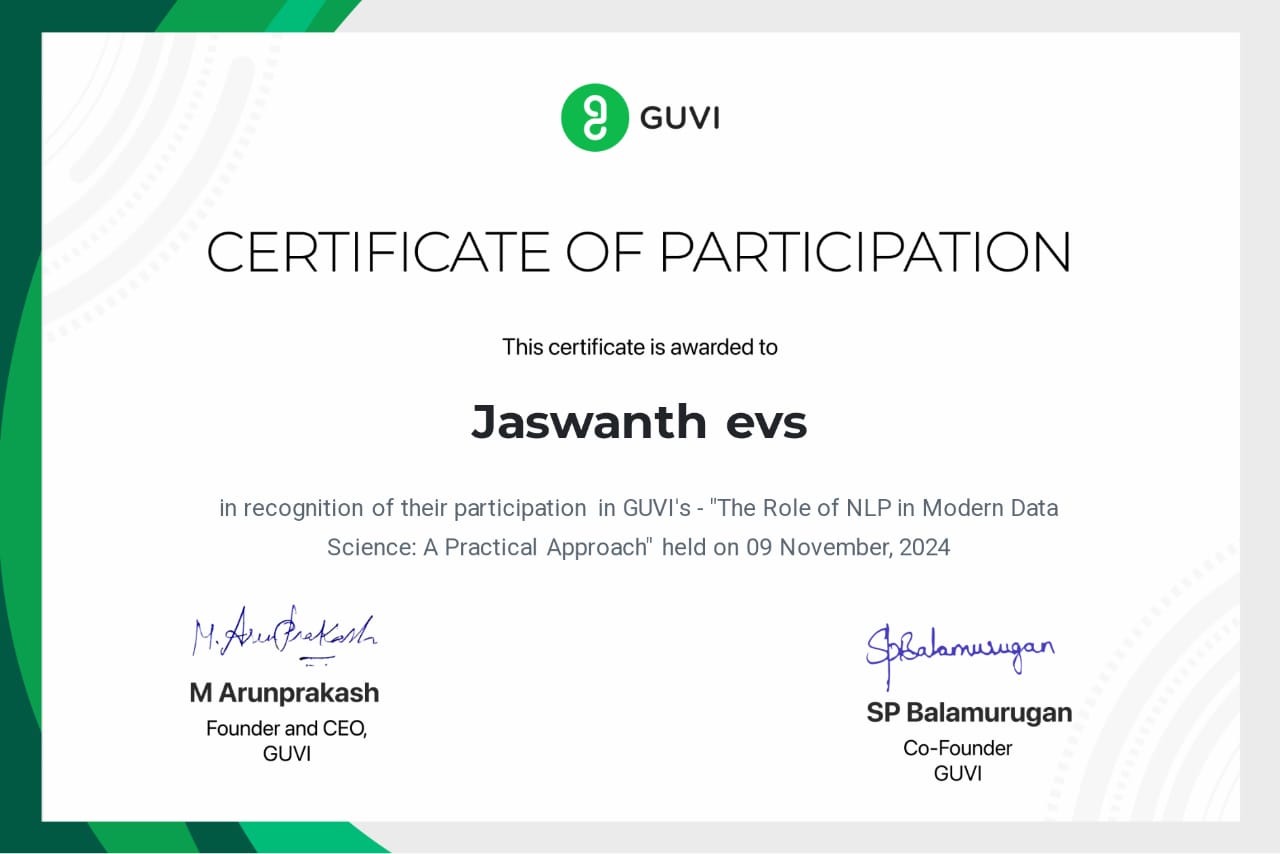 GUVI
CERTIFICATE OF PARTICIPATION
This certificate is awarded to
Jaswanth evs
in recognition of their participation in GUVI's - "The Role of NLP in Modern Data
Science: A Practical Approach" held on 09 November, 2024
M. ArunPrakash
M Arunprakash
Founder and CEO,
GUVI
SPBalamurugan
SP Balamurugan
Co-Founder
GUVI